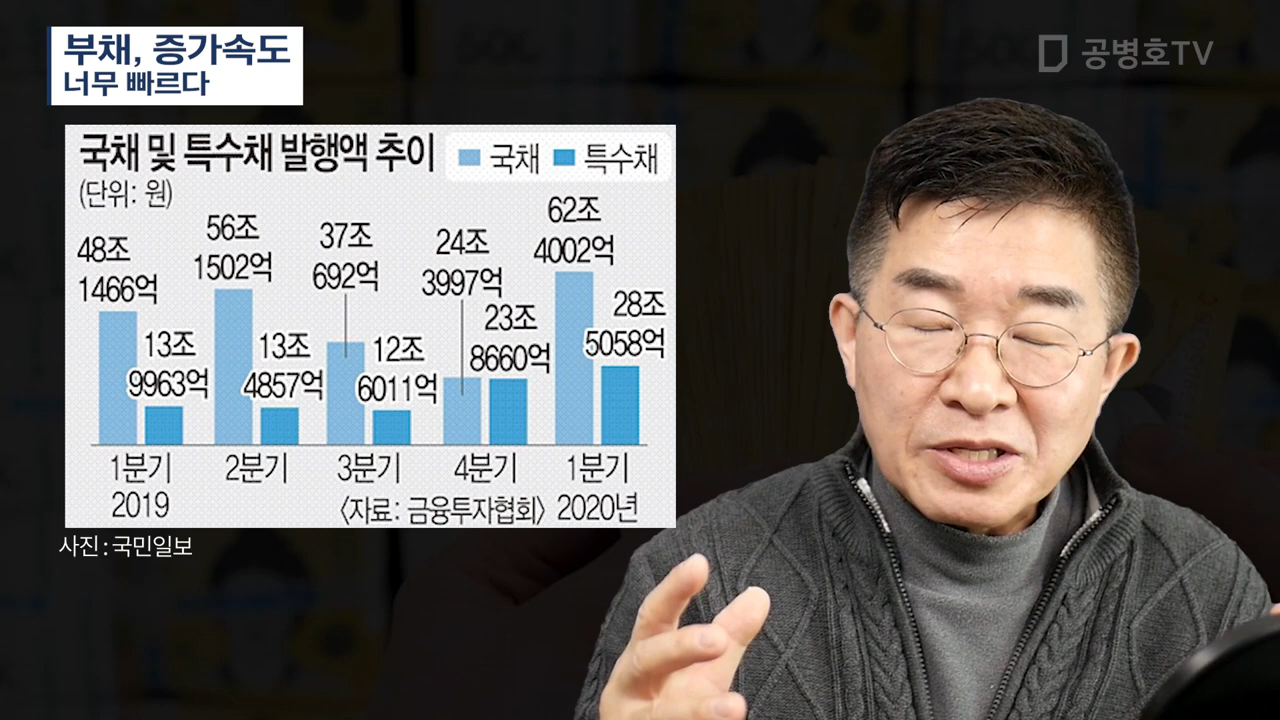 부채, 증가속도
너무 빠르다
공병호TV
국채 및 특수채 발행액 추이
국채 특수채
(단위: 원)
48조
1466억
13조
9963억
56조
1502억
13조
4857억
37조
692억
12조
6011억
24조
3997억
23조
8660억
62조
4002억
28조
5058억
1분기 2분기 3분기 4분기 1분기
2019 〈자료: 금융투자협회〉 2020년
사진 : 국민일보